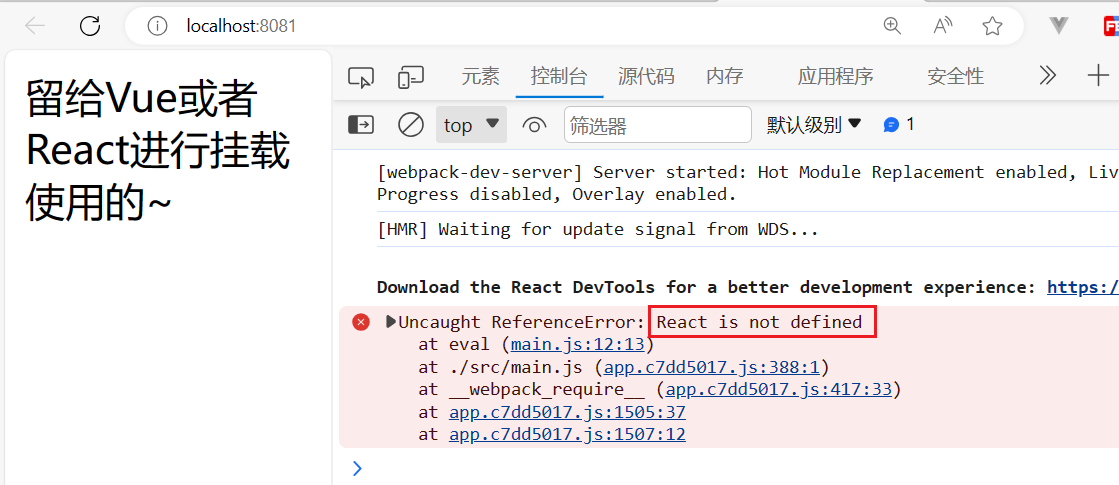 localhost:8081
留给Vue或者
React进行挂载
使用的~
元素 控制台 源代码 内存 应用程序 安全性
top 筛选器 默认级别 1
[webpack-dev-server] Server started: Hot Module Replacement enabled, Liv
Progress disabled, Overlay enabled.
[HMR] Waiting for update signal from WDS...
Download the React DevTools for a better development experience: https:/
Uncaught ReferenceError: React is not defined
at eval (main.js:12:13)
at ./src/main.js (app.c7dd5017.js:388:1)
at __webpack_require__ (app.c7dd5017.js:417:33)
at app.c7dd5017.js:1505:37
at app.c7dd5017.js:1507:12